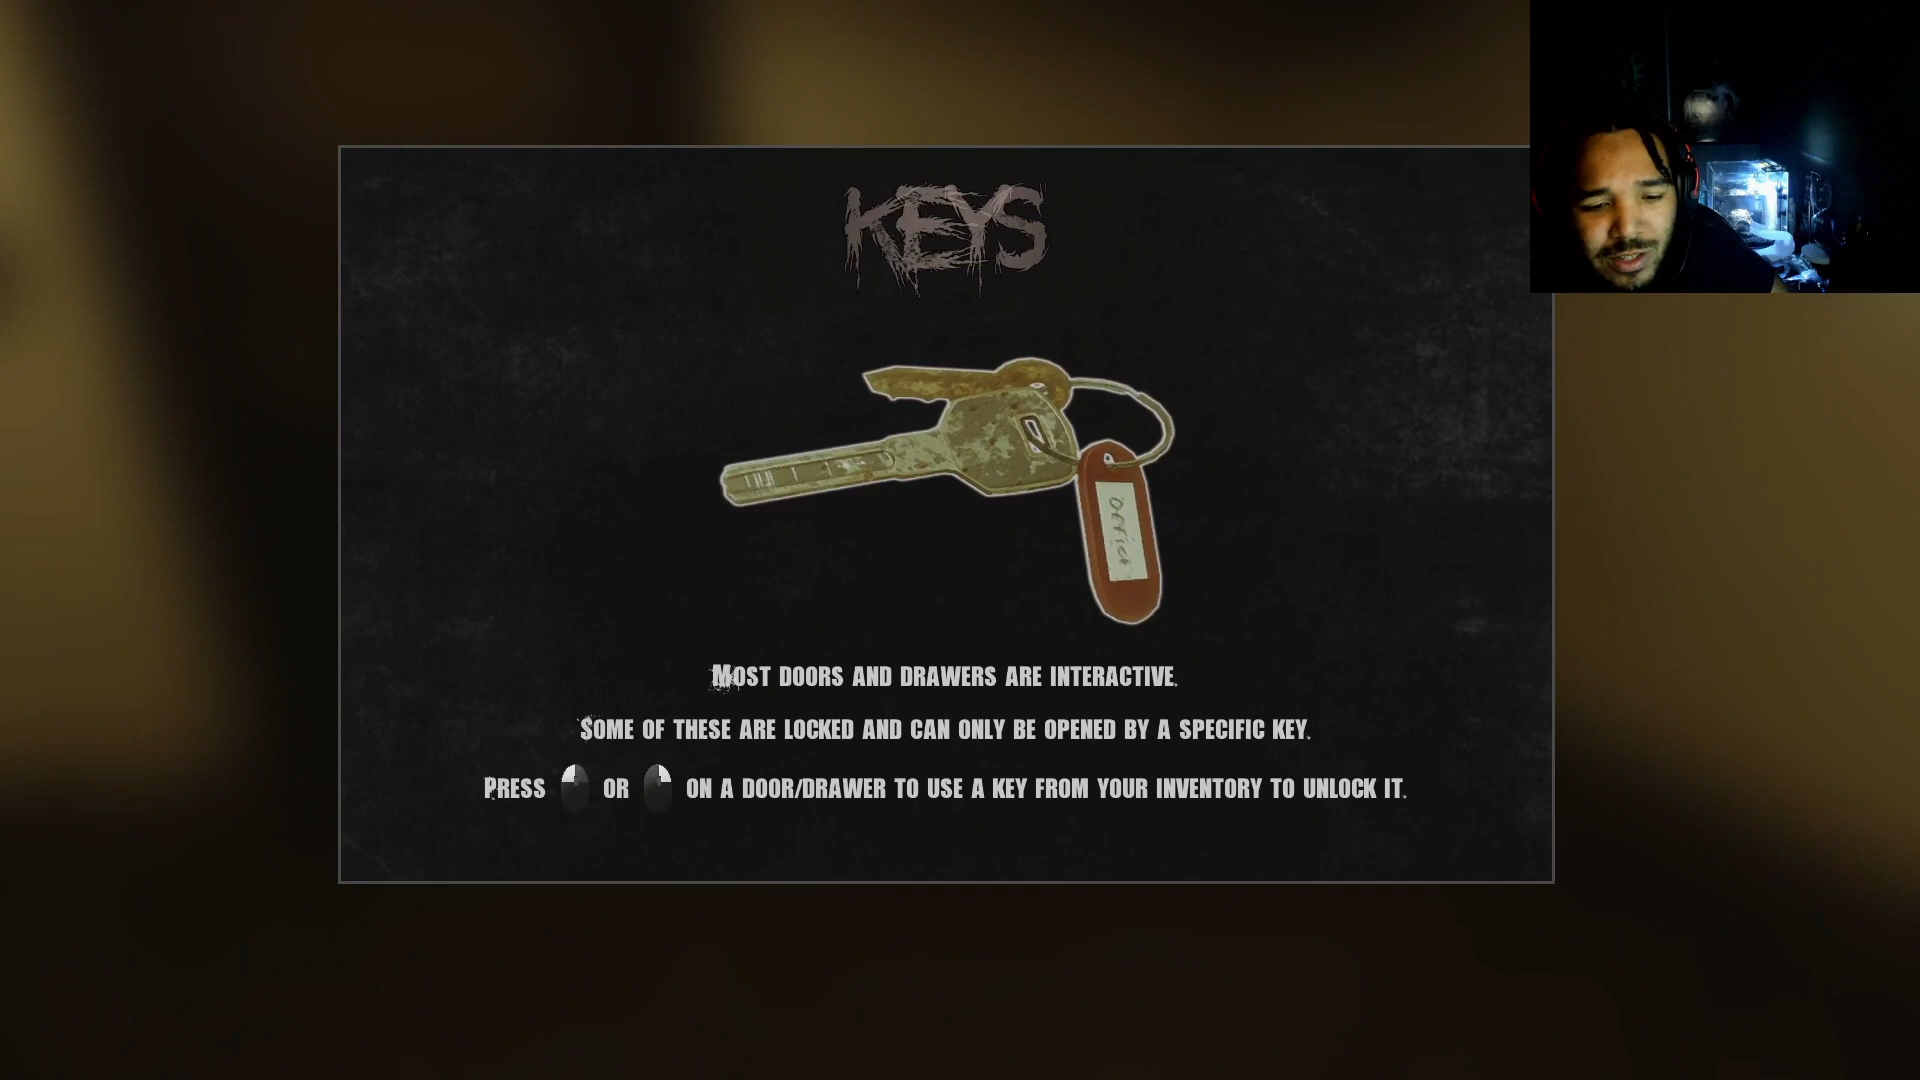 KEYS
Office
MOST DOORS AND DRAWERS ARE INTERACTIVE.
SOME OF THESE ARE LOCKED AND CAN ONLY BE OPENED BY A SPECIFIC KEY.
PRESS OR ON A DOOR/DRAWER TO USE A KEY FROM YOUR INVENTORY TO UNLOCK IT.